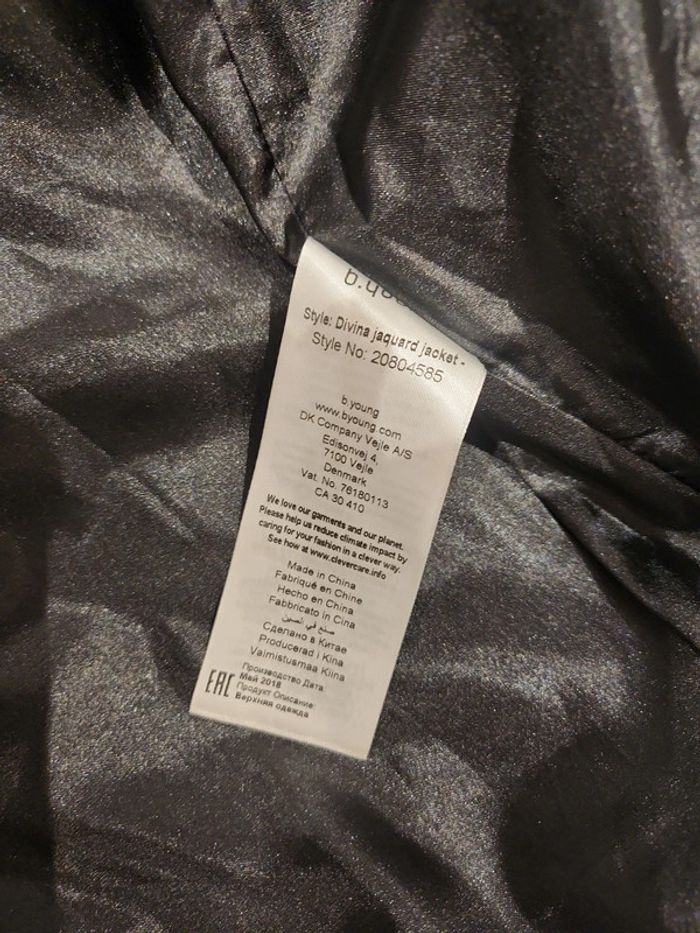 b.young
Style: Divina jaquard jacket -
Style No: 20804585
b.young
www.byoung.com
DK Company Vejle A/S
Edisonvej 4,
7100 Vejle
Denmark
Vat. No. 76180113
CA 30 410
We love our garments and our planet.
Please help us reduce climate impact by
caring for your fashion in a clever way.
See how at www.clevercare.info
Made in China
Fabriqué en Chine
Hecho en China
Fabbricato in Cina
صنع في الصين
Сделано в Китае
Producerad i Kina
Valmistusmaa Kiina
Производство Дата:
Май 2018
Продукт Описание:
Верхняя одежда
EAC